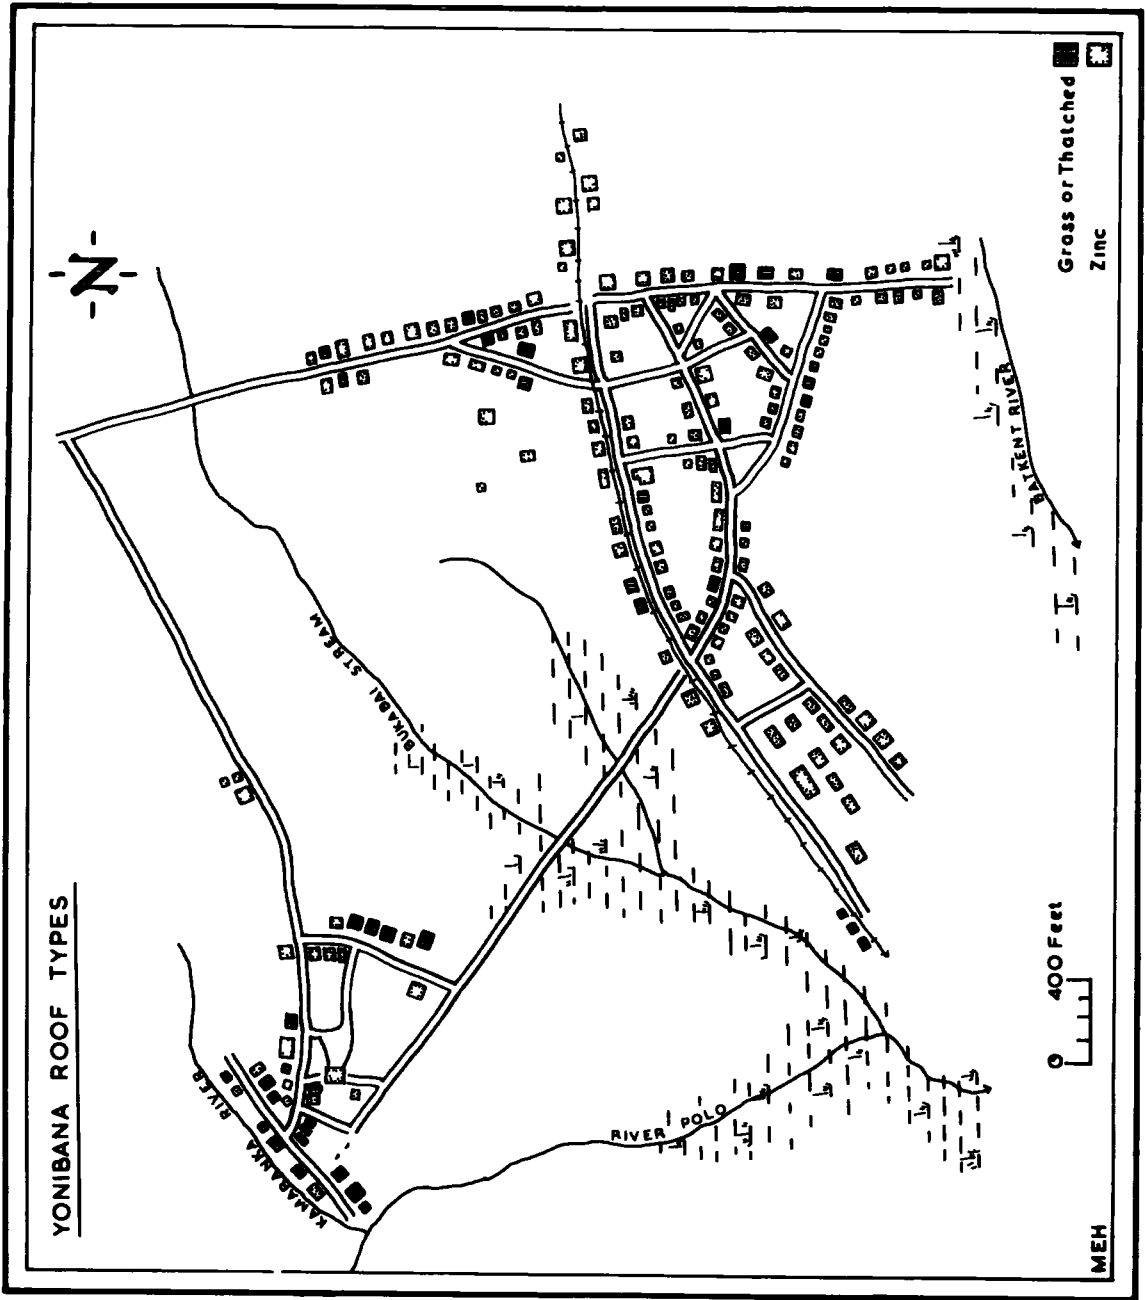 YONIBANA ROOF TYPES
N
Grass or Thatched
Zinc
BUKABAI STREAM
BATKENT RIVER
KAMARANKA RIVER
RIVER POLO
0 400 Feet
MEH